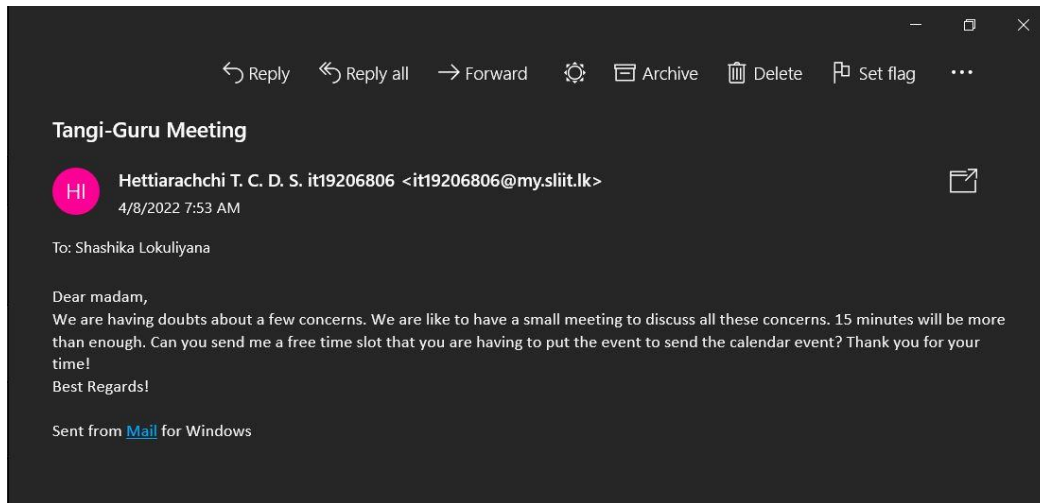 Reply Reply all Forward Archive Delete Set flag
Tangi-Guru Meeting
HI
Hettiarachchi T. C. D. S. it19206806 <it19206806@my.sliit.lk>
4/8/2022 7:53 AM
To: Shashika Lokuliyana
Dear madam,
We are having doubts about a few concerns. We are like to have a small meeting to discuss all these concerns. 15 minutes will be more
than enough. Can you send me a free time slot that you are having to put the event to send the calendar event? Thank you for your
time!
Best Regards!
Sent from Mail for Windows